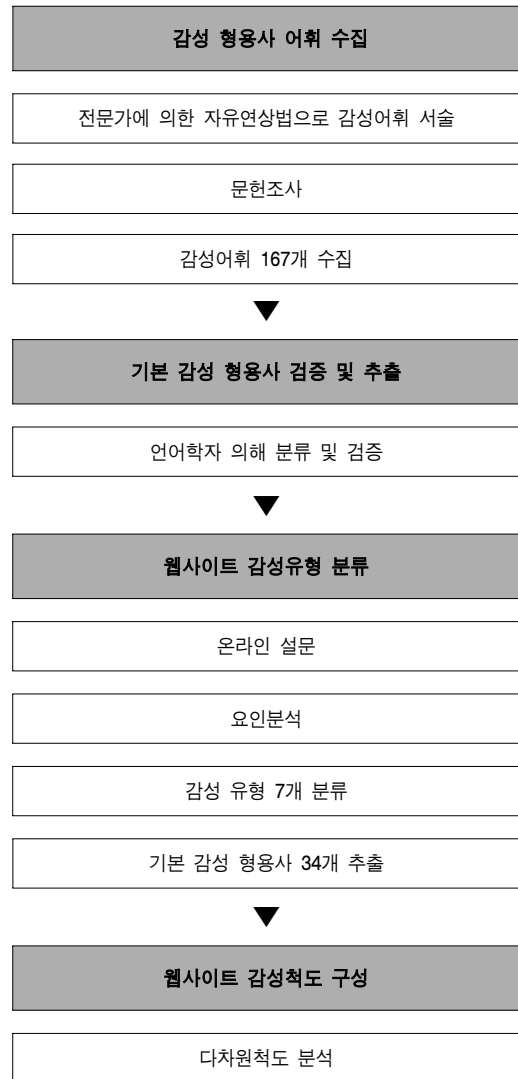 감성 형용사 어휘 수집
전문가에 의한 자유연상법으로 감성어휘 서술
문헌조사
감성어휘 167개 수집
기본 감성 형용사 검증 및 추출
언어학자 의해 분류 및 검증
웹사이트 감성유형 분류
온라인 설문
요인분석
감성 유형 7개 분류
기본 감성 형용사 34개 추출
웹사이트 감성척도 구성
다차원척도 분석